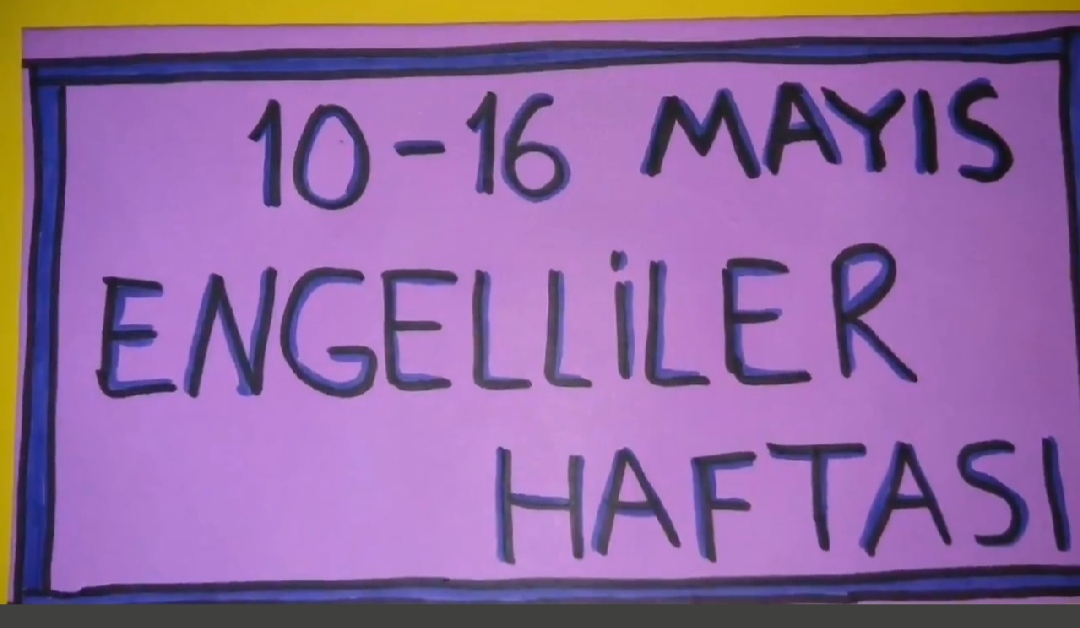 10-16 MAYIS
ENGELLİLER
HAFTASI